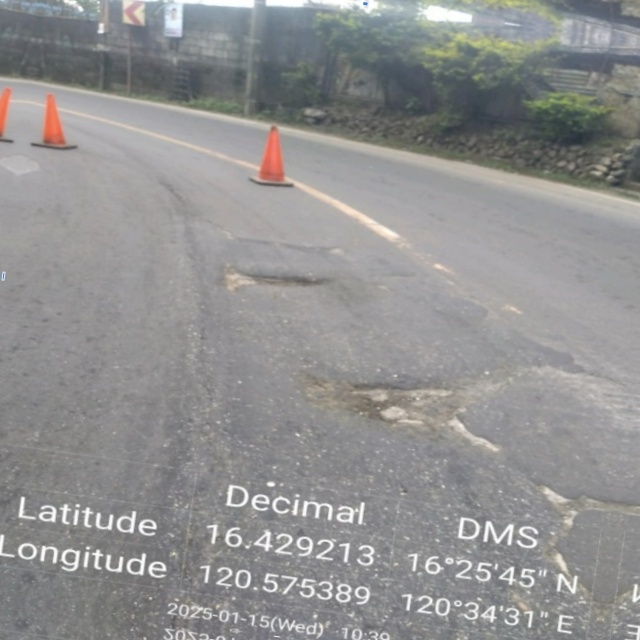 Decimal DMS
Latitude 16.429213 16°25'45" N
Longitude 120.575389 120°34'31" E
2025-01-15(Wed) 10:39